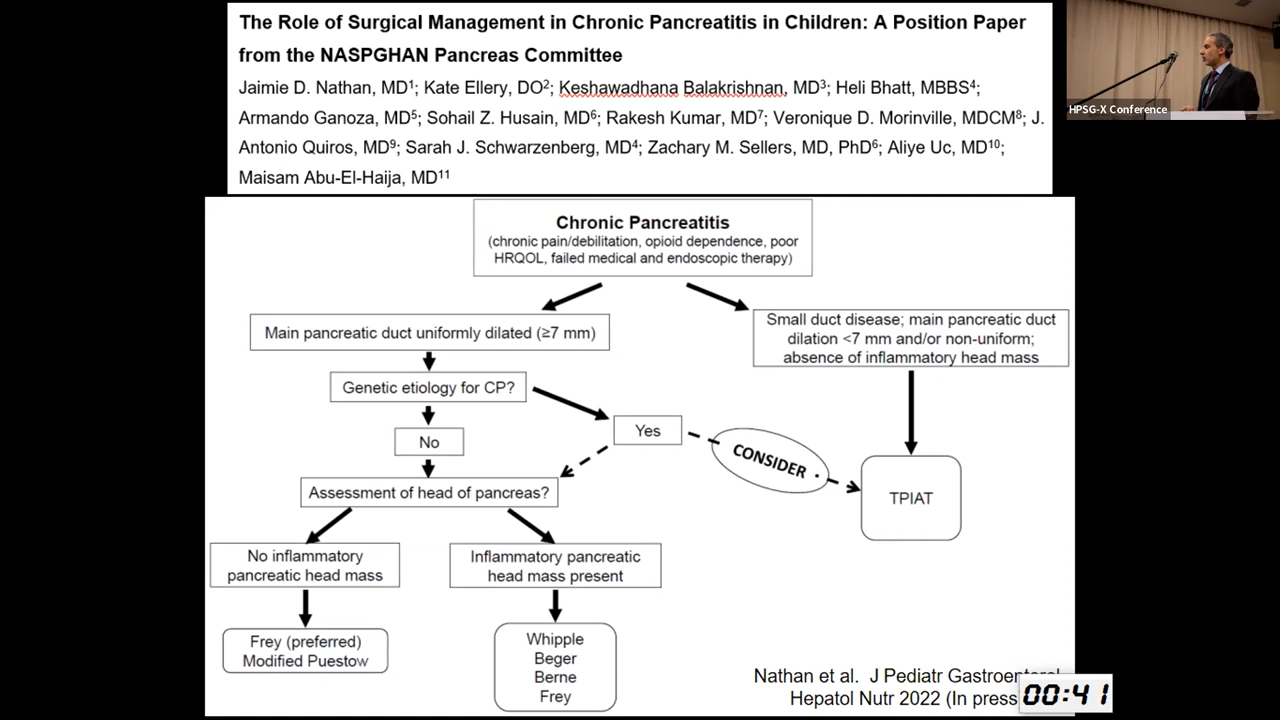 The Role of Surgical Management in Chronic Pancreatitis in Children: A Position Paper
from the NASPGHAN Pancreas Committee
Jaimie D. Nathan, MD1; Kate Ellery, DO2; Keshawadhana Balakrishnan, MD3; Heli Bhatt, MBBS4;
Armando Ganoza, MD5; Sohail Z. Husain, MD6; Rakesh Kumar, MD7; Veronique D. Morinville, MDCM8; J.
Antonio Quiros, MD9; Sarah J. Schwarzenberg, MD4; Zachary M. Sellers, MD, PhD6; Aliye Uc, MD10;
Maisam Abu-El-Haija, MD11
HPSG-X Conference
Chronic Pancreatitis
(chronic pain/debilitation, opioid dependence, poor
HRQOL, failed medical and endoscopic therapy)
Main pancreatic duct uniformly dilated (≥7 mm)
Small duct disease; main pancreatic duct
dilation <7 mm and/or non-uniform;
absence of inflammatory head mass
Genetic etiology for CP?
Yes
No
CONSIDER
TPIAT
Assessment of head of pancreas?
No inflammatory
pancreatic head mass
Inflammatory pancreatic
head mass present
Frey (preferred)
Modified Puestow
Whipple
Beger
Berne
Frey
Nathan et al. J Pediatr Gastroenterol
Hepatol Nutr 2022 (In press
00:41